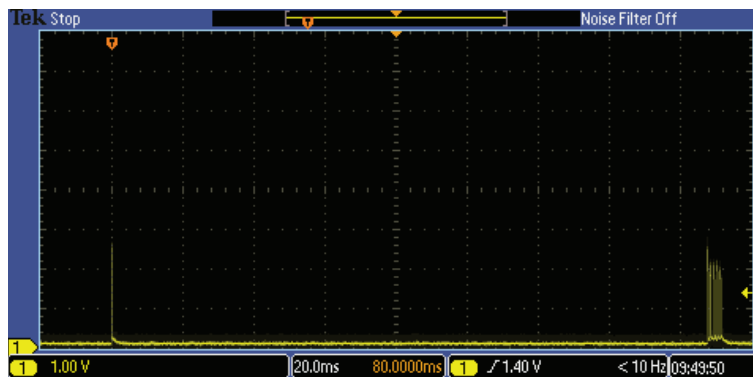 Tek Stop Noise Filter Off
T
T
1
1 1.00 V 20.0ms 80.0000ms 1 1.40 V < 10 Hz 09:49:50